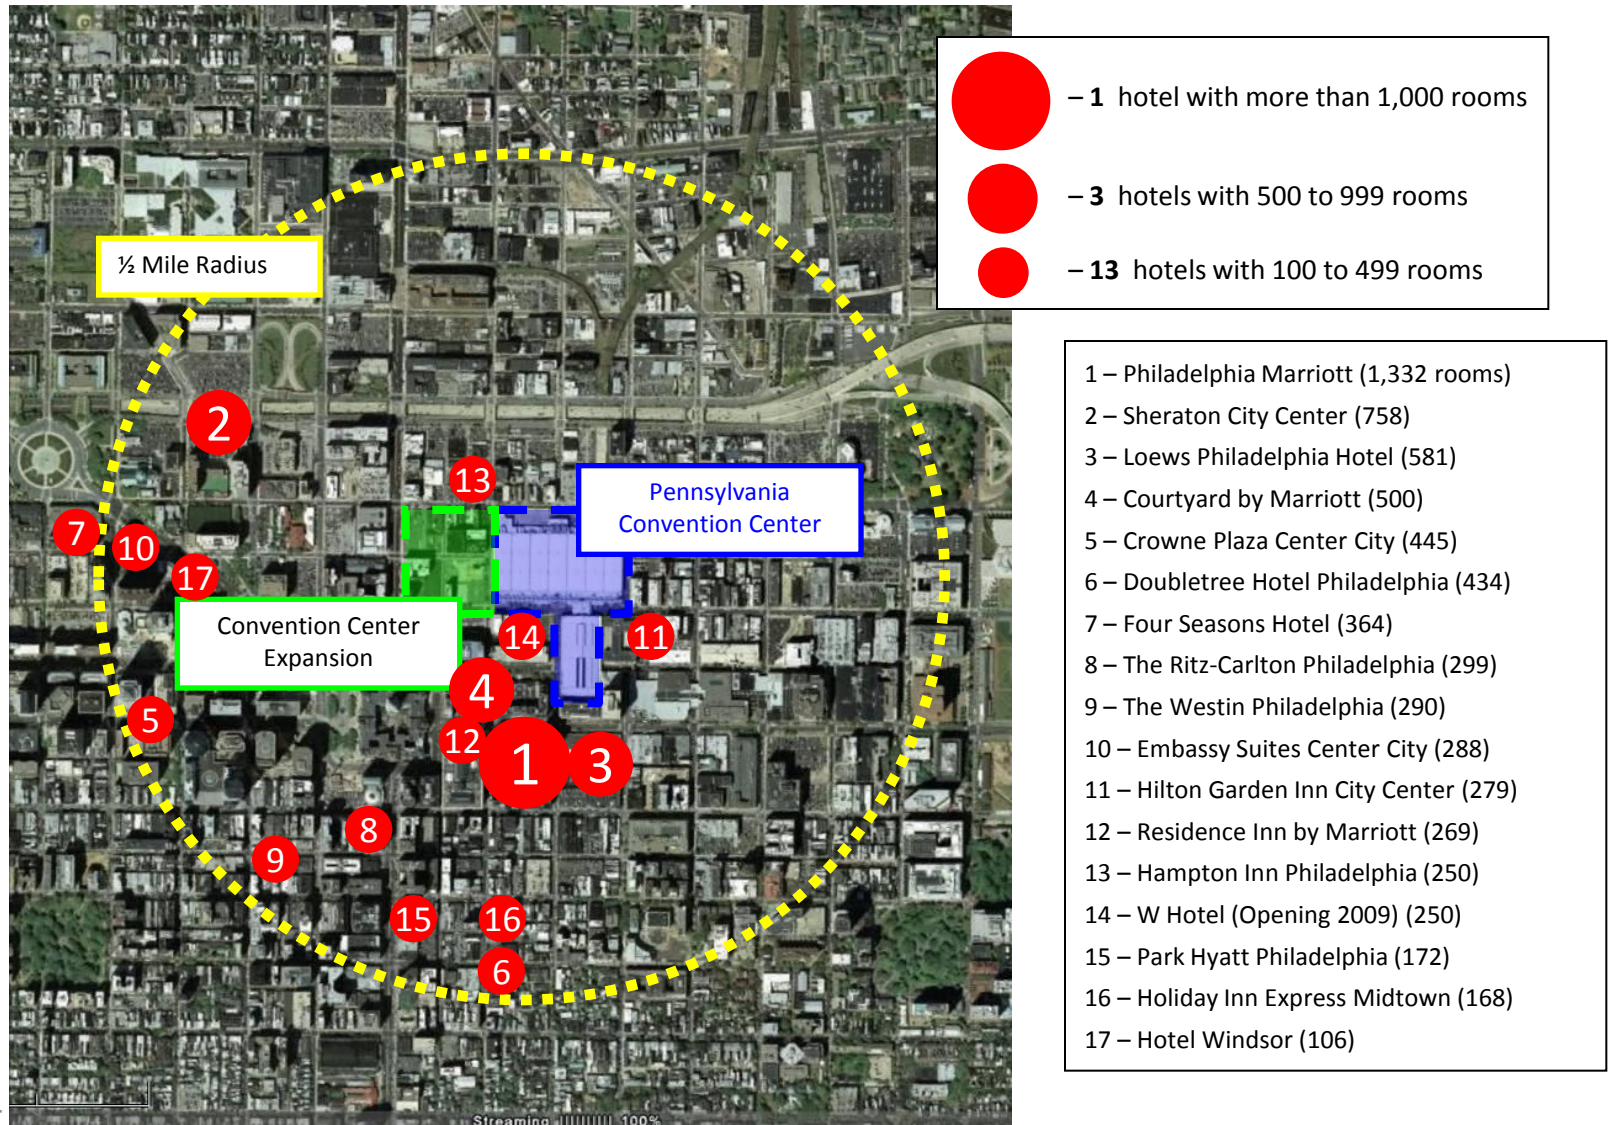 – 1 hotel with more than 1,000 rooms
– 3 hotels with 500 to 999 rooms
– 13 hotels with 100 to 499 rooms
½ Mile Radius
2
13
Pennsylvania
Convention Center
7
10
17
Convention Center
Expansion
14
11
4
5
12
1
3
8
9
15
16
6
1 – Philadelphia Marriott (1,332 rooms)
2 – Sheraton City Center (758)
3 – Loews Philadelphia Hotel (581)
4 – Courtyard by Marriott (500)
5 – Crowne Plaza Center City (445)
6 – Doubletree Hotel Philadelphia (434)
7 – Four Seasons Hotel (364)
8 – The Ritz-Carlton Philadelphia (299)
9 – The Westin Philadelphia (290)
10 – Embassy Suites Center City (288)
11 – Hilton Garden Inn City Center (279)
12 – Residence Inn by Marriott (269)
13 – Hampton Inn Philadelphia (250)
14 – W Hotel (Opening 2009) (250)
15 – Park Hyatt Philadelphia (172)
16 – Holiday Inn Express Midtown (168)
17 – Hotel Windsor (106)
Streaming ||||||||| 100%